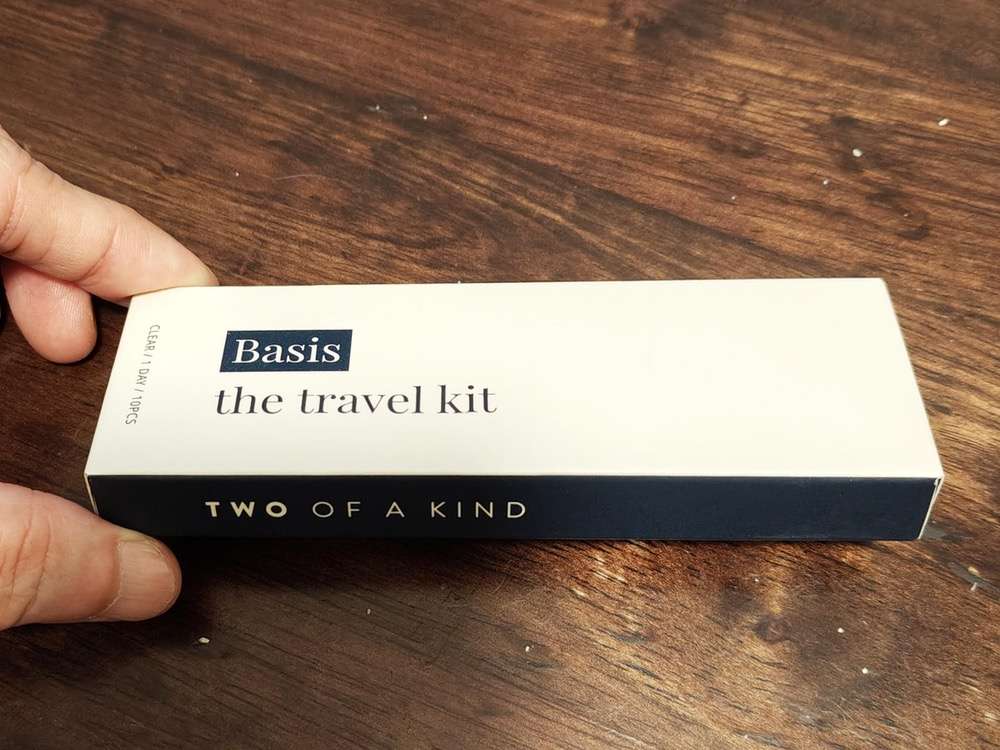 CLEAR / 1 DAY / 10PCS
Basis
the travel kit
TWO OF A KIND